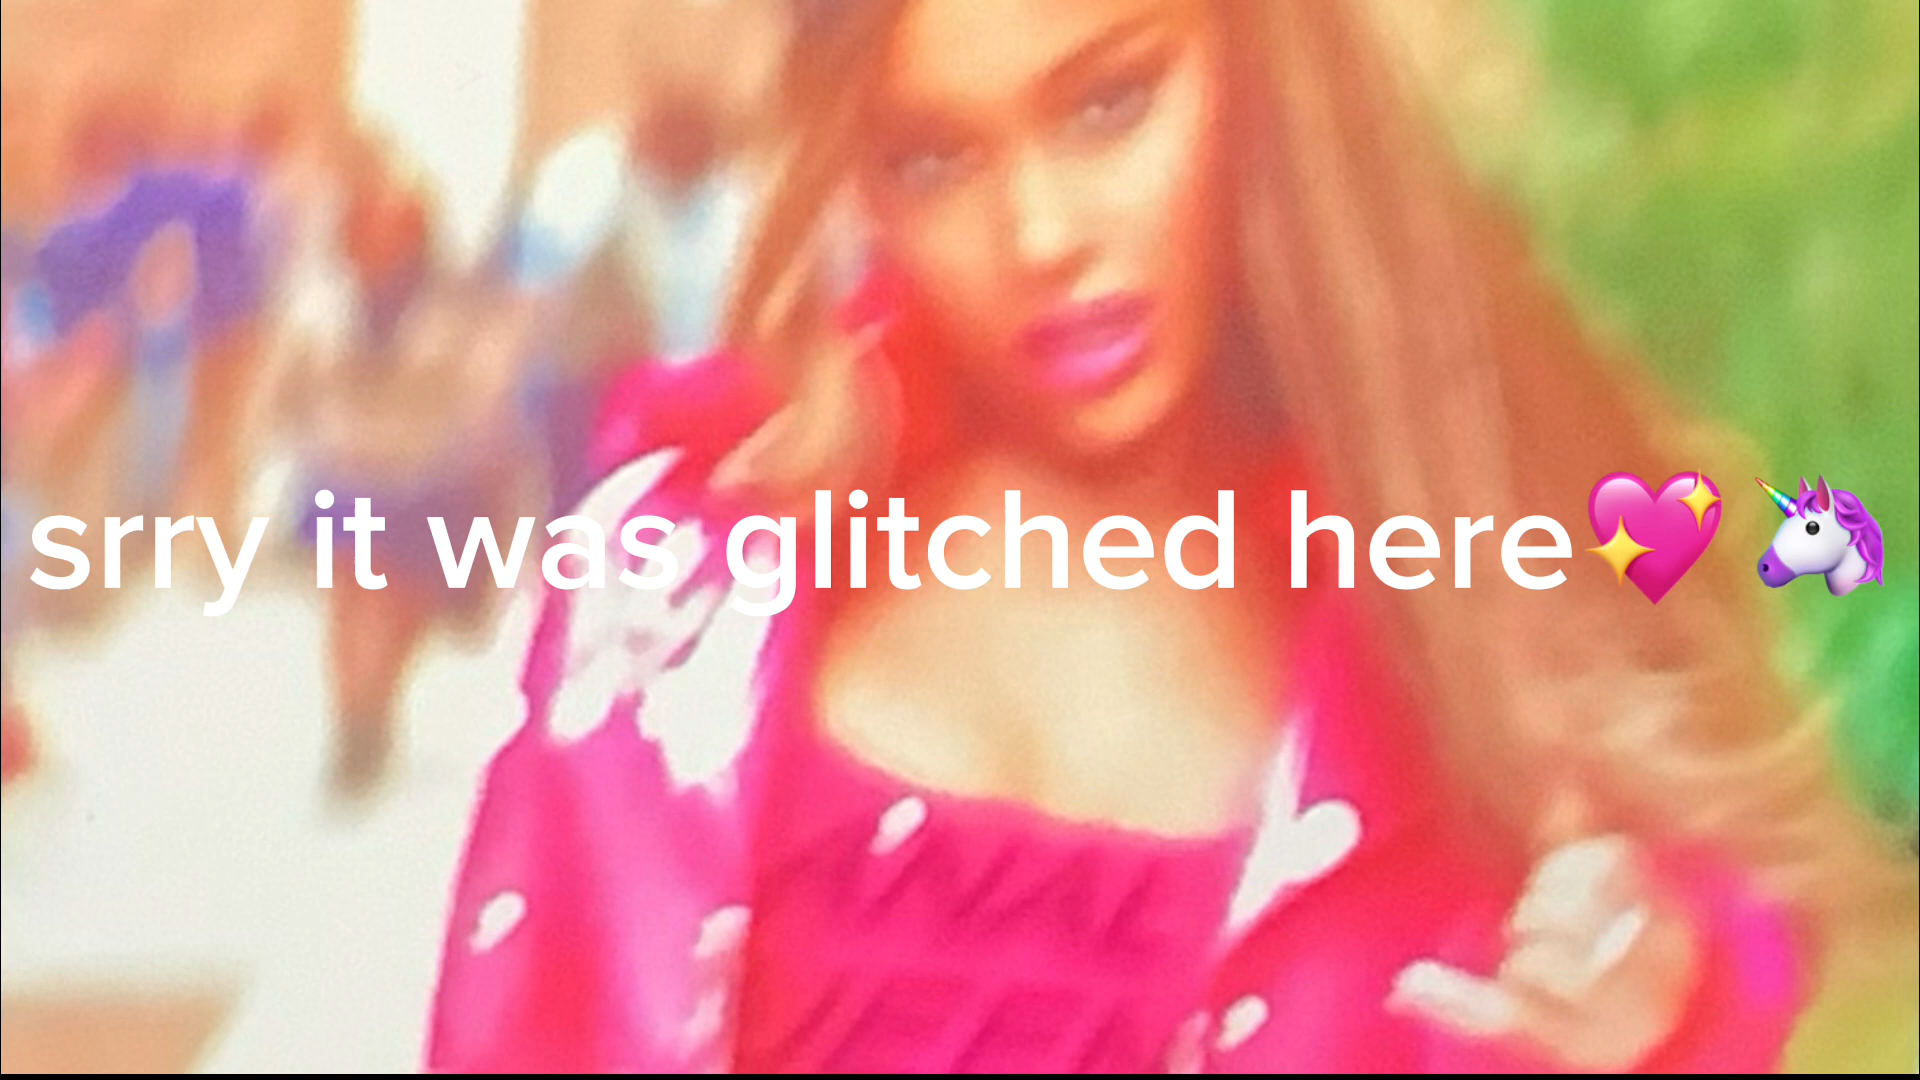 srry it was glitched here💖 🦄